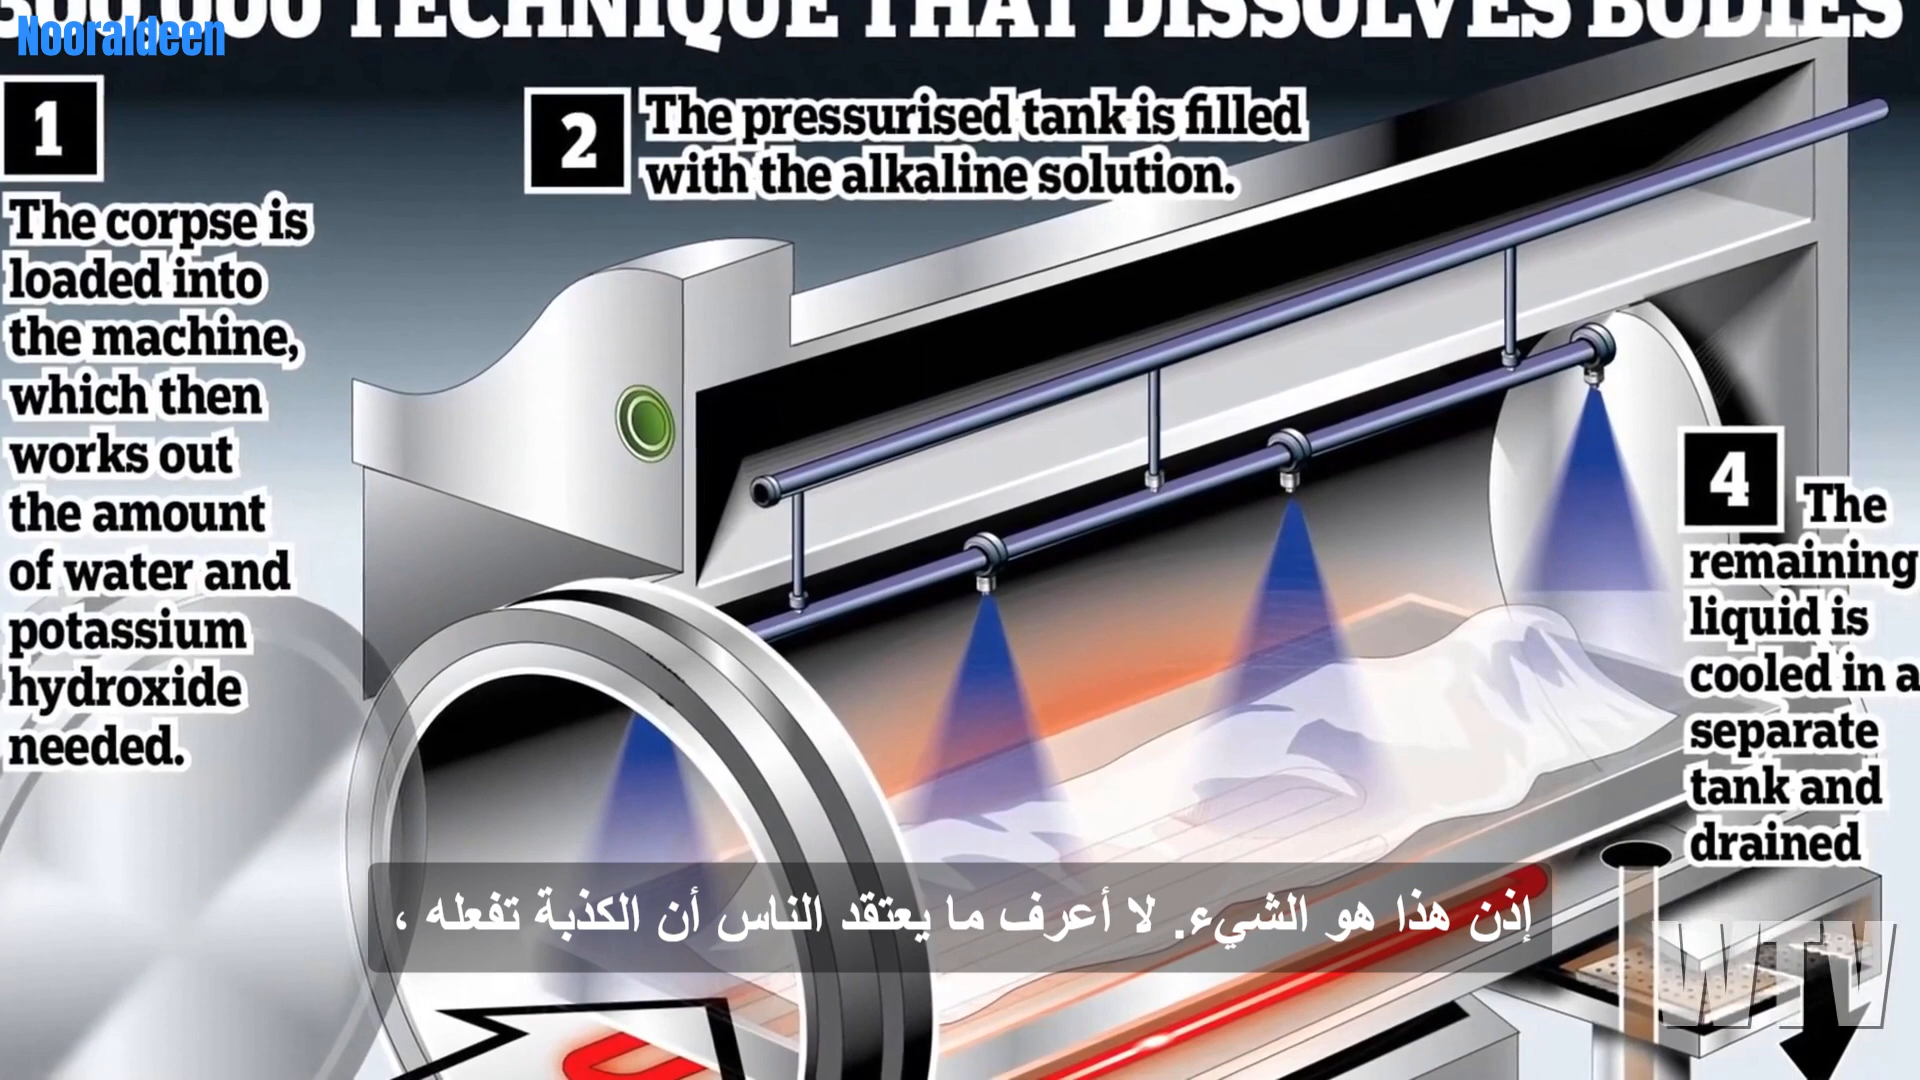 300,000 TECHNIQUE THAT DISSOLVES BODIES
Nooraldeen
1
The corpse is
loaded into
the machine,
which then
works out
the amount
of water and
potassium
hydroxide
needed.
2
The pressurised tank is filled
with the alkaline solution.
4 The
remaining
liquid is
cooled in a
separate
tank and
drained
إذن هذا هو الشيء. لا أعرف ما يعتقد الناس أن الكذبة تفعله ،
WTV